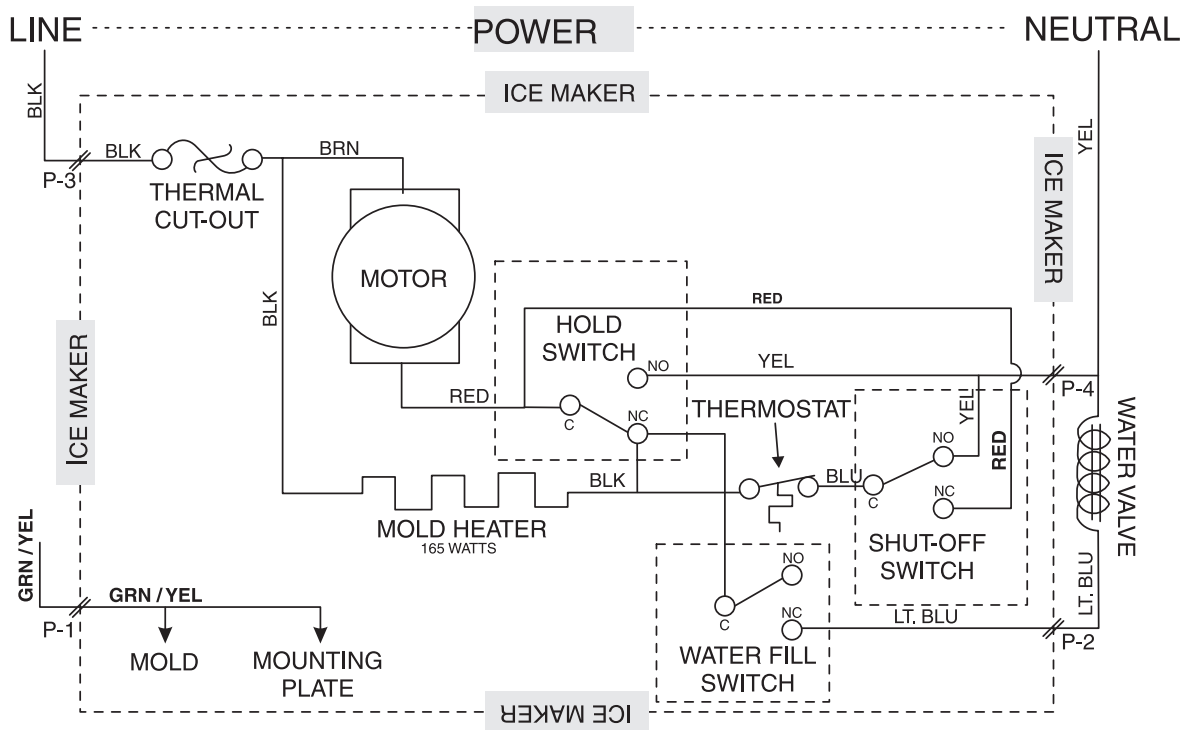 LINE
POWER
NEUTRAL
BLK
ICE MAKER
YEL
P-3
BLK
THERMAL
CUT-OUT
BRN
ICE MAKER
MOTOR
BLK
RED
HOLD
SWITCH
NO
YEL
P-4
RED
C
NC
THERMOSTAT
YEL
RED
WATER VALVE
ICE MAKER
BLK
BLU
C
NO
NC
MOLD HEATER
165 WATTS
SHUT-OFF
SWITCH
GRN / YEL
GRN / YEL
P-1
MOLD
MOUNTING
PLATE
NO
C
NC
WATER FILL
SWITCH
LT. BLU
LT. BLU
P-2
ICE MAKER